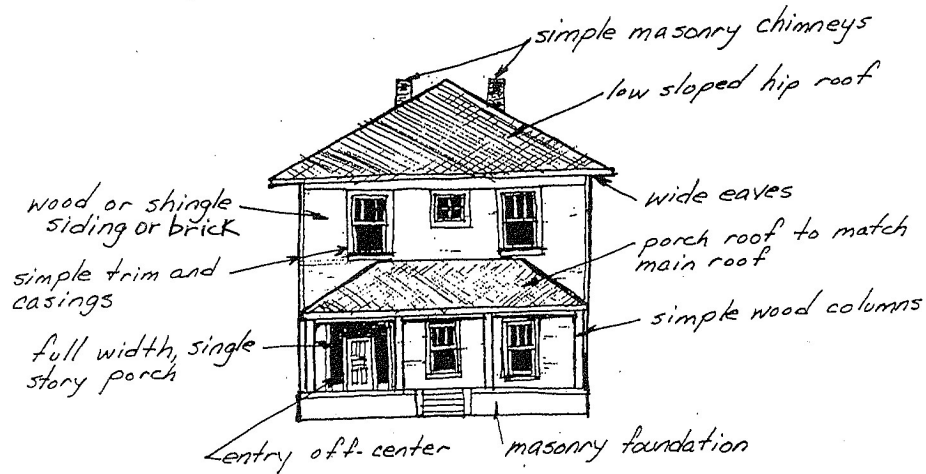 simple masonry chimneys
low sloped hip roof
wide eaves
wood or shingle
siding or brick
porch roof to match
main roof
simple trim and
casings
simple wood columns
full width, single
story porch
entry off-center
masonry foundation